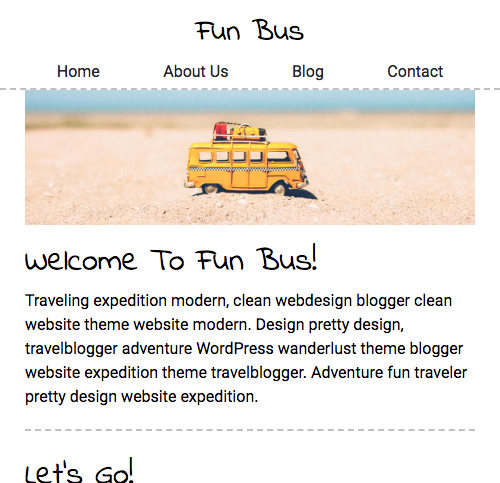 Fun Bus
Home About Us Blog Contact
Welcome To Fun Bus!
Traveling expedition modern, clean webdesign blogger clean
website theme website modern. Design pretty design,
travelblogger adventure WordPress wanderlust theme blogger
website expedition theme travelblogger. Adventure fun traveler
pretty design website expedition.
Let's Go!